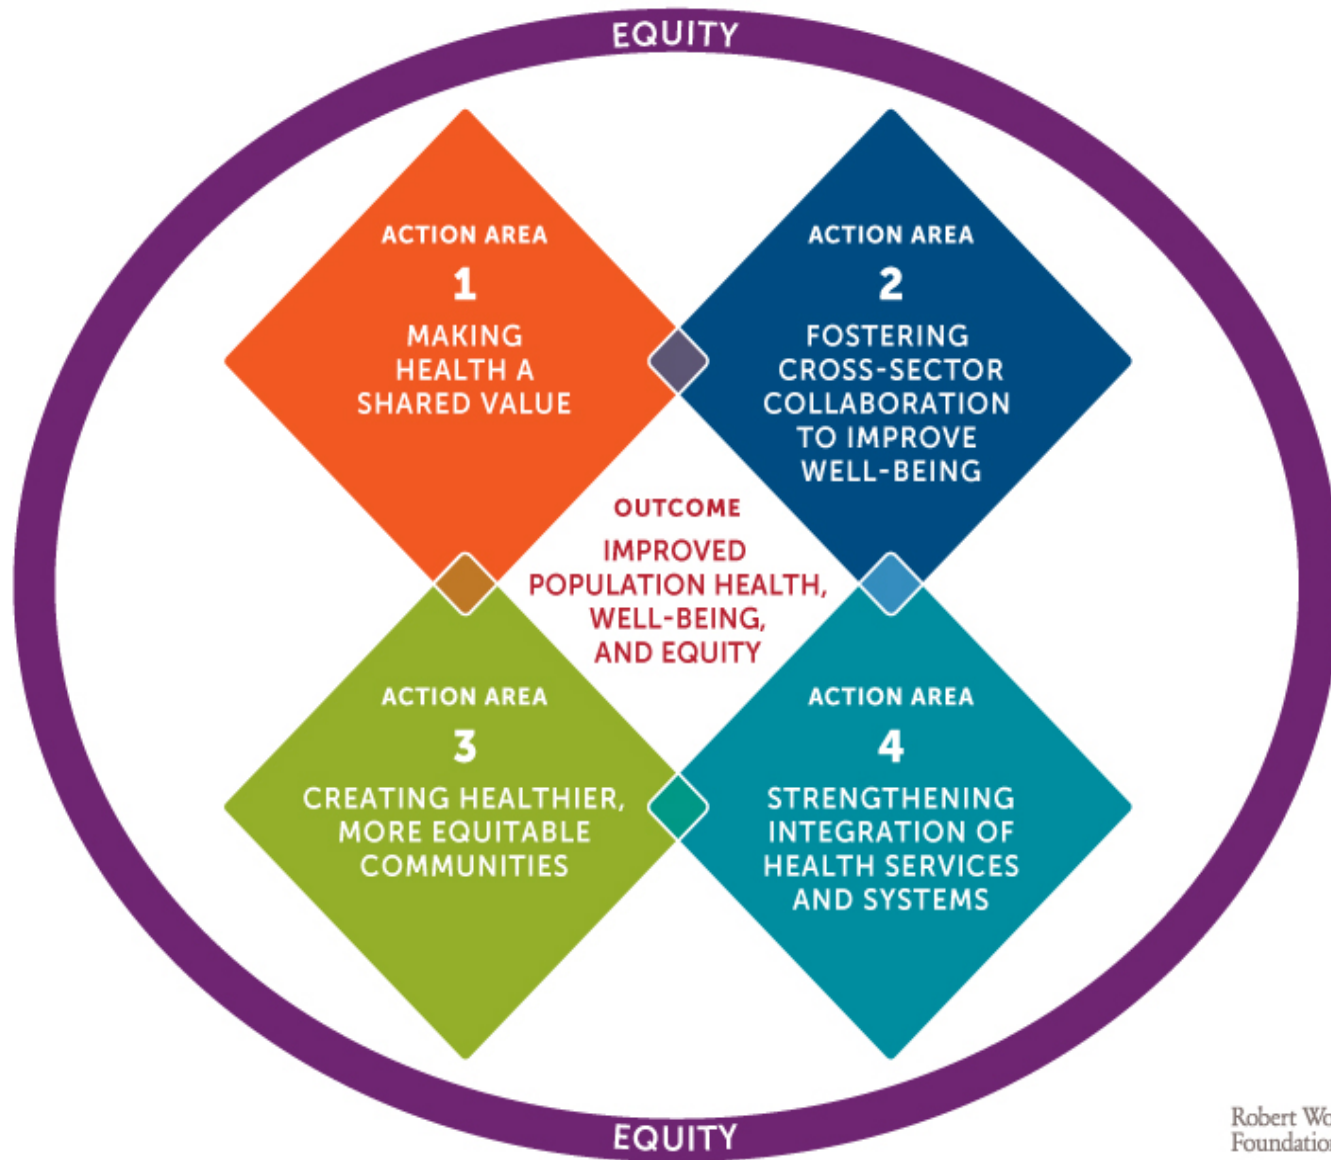 EQUITY
ACTION AREA
1
MAKING
HEALTH A
SHARED VALUE
ACTION AREA
2
FOSTERING
CROSS-SECTOR
COLLABORATION
TO IMPROVE
WELL-BEING
OUTCOME
IMPROVED
POPULATION HEALTH,
WELL-BEING,
AND EQUITY
ACTION AREA
3
CREATING HEALTHIER,
MORE EQUITABLE
COMMUNITIES
ACTION AREA
4
STRENGTHENING
INTEGRATION OF
HEALTH SERVICES
AND SYSTEMS
EQUITY
Robert
Foundation